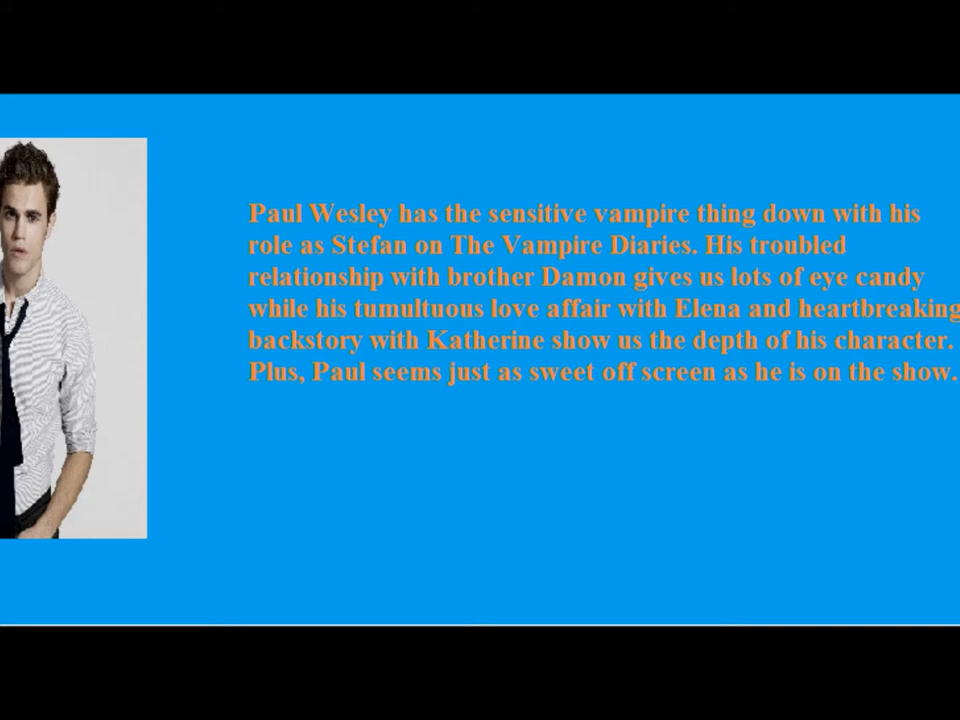 Paul Wesley has the sensitive vampire thing down with his
role as Stefan on The Vampire Diaries. His troubled
relationship with brother Damon gives us lots of eye candy
while his tumultuous love affair with Elena and heartbreaking
backstory with Katherine show us the depth of his character.
Plus, Paul seems just as sweet off screen as he is on the show.